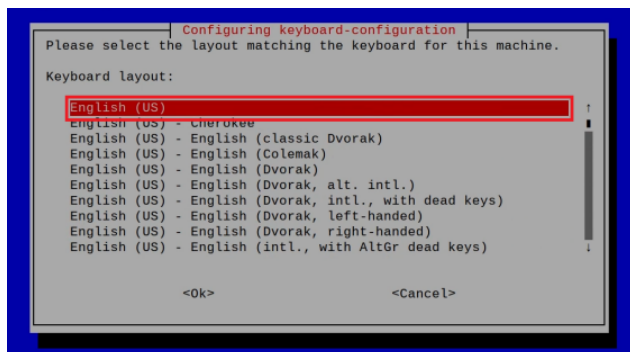 Configuring keyboard-configuration
Please select the layout matching the keyboard for this machine.
Keyboard layout:
English (US)
English (US) - Cherokee
English (US) - English (classic Dvorak)
English (US) - English (Colemak)
English (US) - English (Dvorak)
English (US) - English (Dvorak, alt. intl.)
English (US) - English (Dvorak, intl., with dead keys)
English (US) - English (Dvorak, left-handed)
English (US) - English (Dvorak, right-handed)
English (US) - English (intl., with AltGr dead keys)
<Ok> <Cancel>